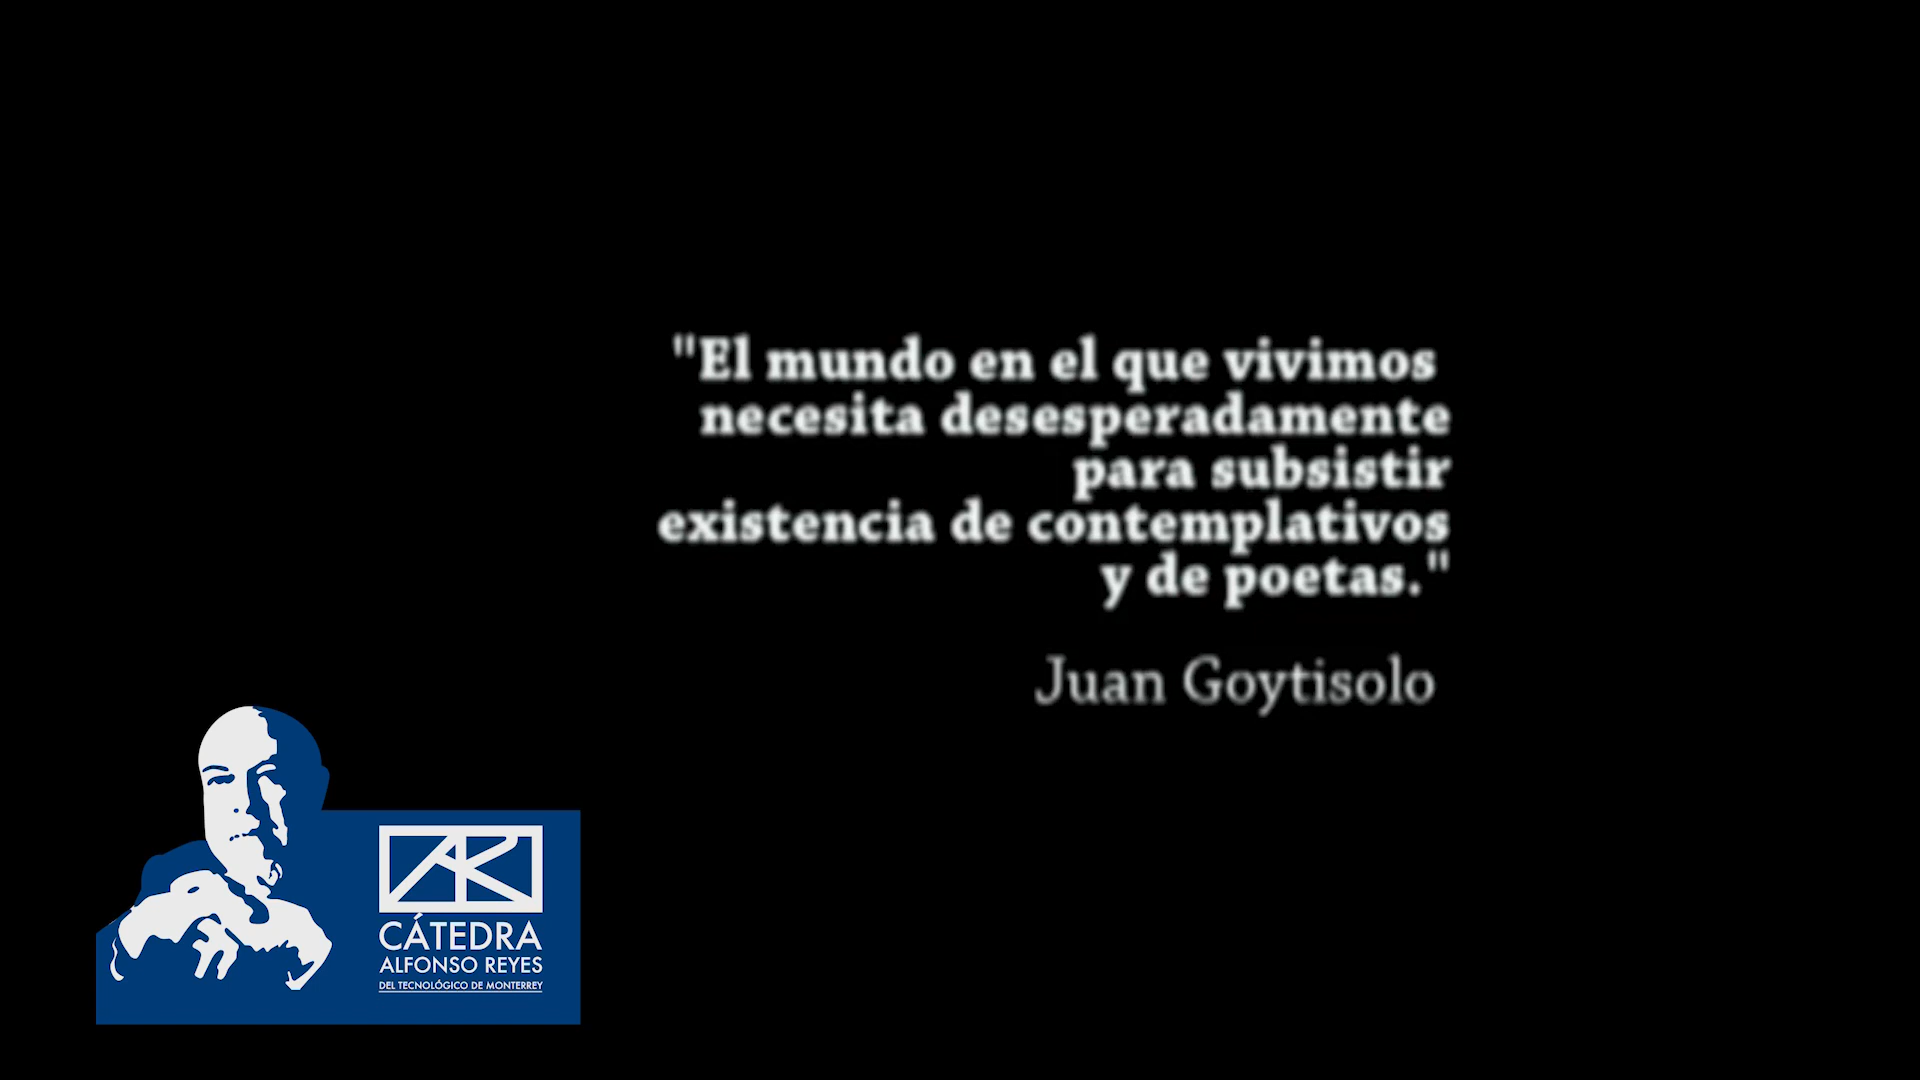 "El mundo en el que vivimos
necesita desesperadamente
para subsistir
existencia de contemplativos
y de poetas."
Juan Goytisolo
CÁTEDRA
ALFONSO REYES
DEL TECNOLÓGICO DE MONTERREY